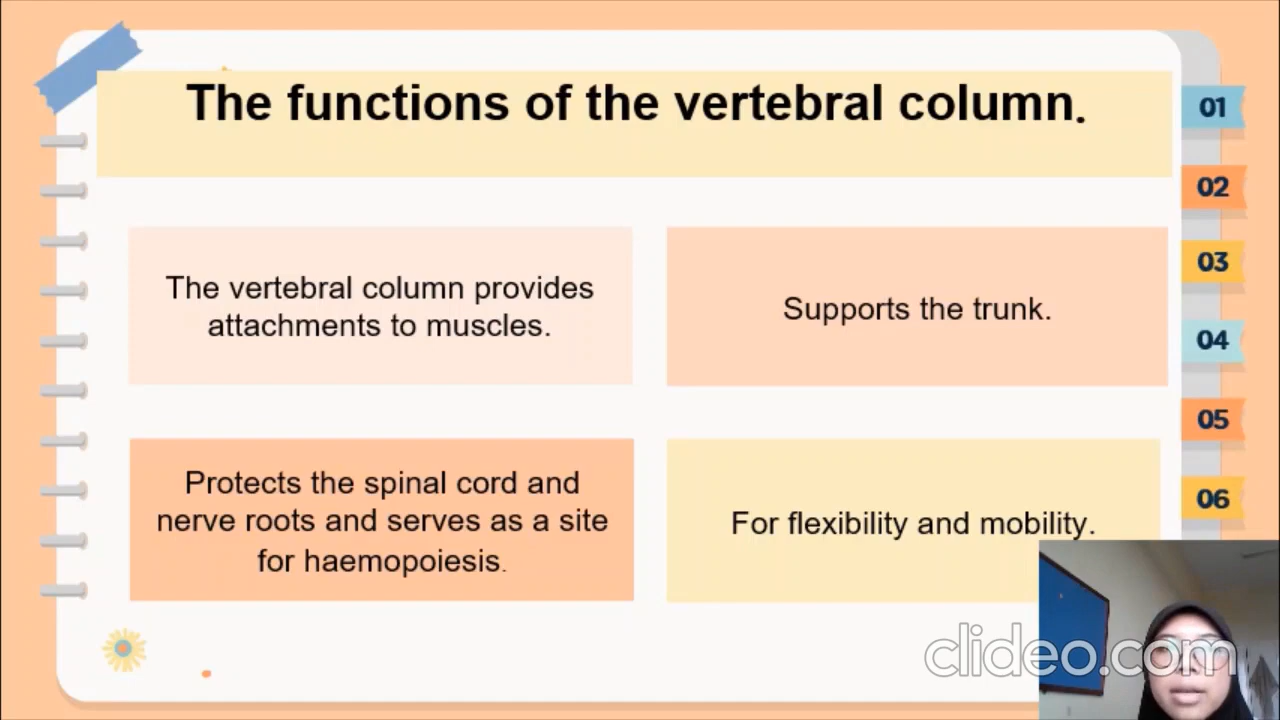 The functions of the vertebral column.
01
02
03
04
05
06
The vertebral column provides
attachments to muscles.
Supports the trunk.
Protects the spinal cord and
nerve roots and serves as a site
for haemopoiesis.
For flexibility and mobility.
clideo.com